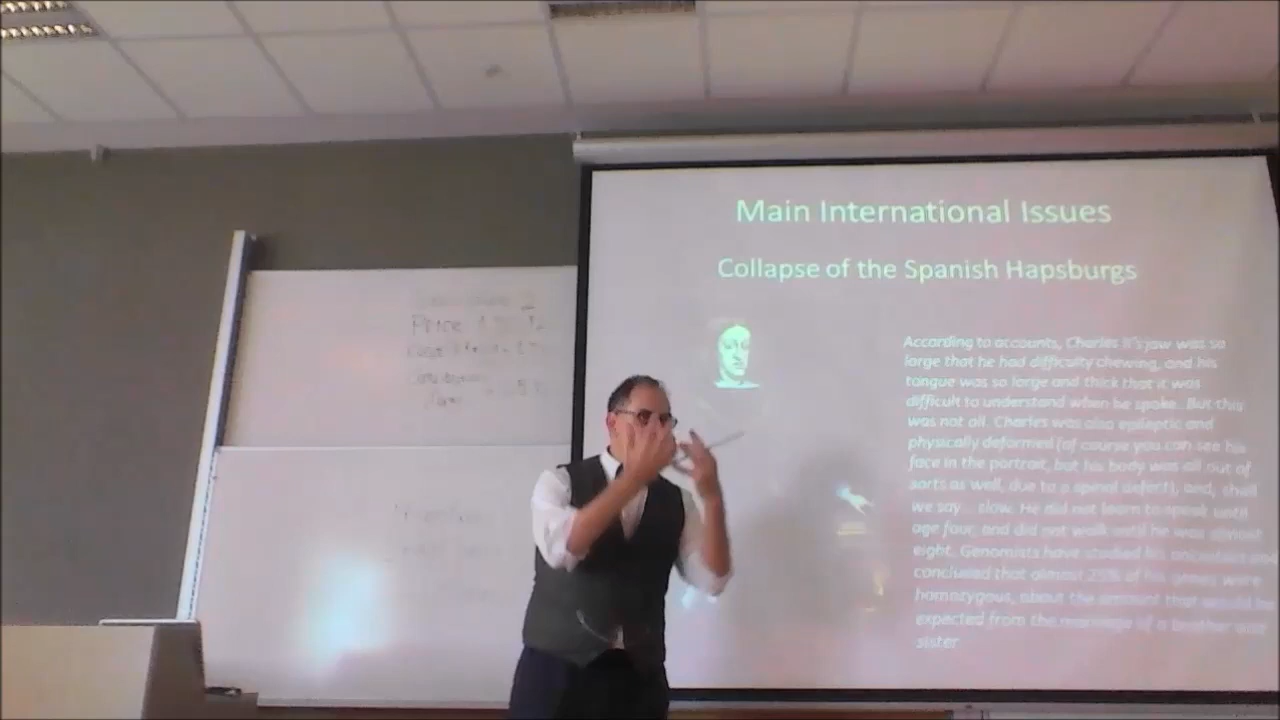 Main International Issues
Collapse of the Spanish Hapsburgs
According to accounts, Charles II's jaw was so
large that he had difficulty chewing, and his
tongue was so large and thick that it was
difficult to understand when he spoke. But this
was not all. Charles was also epileptic and
physically deformed (of course you can see his
face in the portrait, but his body was all out of
sorts as well, due to a spinal defect), and, shall
we say... slow. He did not learn to speak until
age four, and did not walk until he was almost
eight. Genomists have studied his and
concluded that almost 25% of his genes were
homozygous, about the amount that would be
expected from the marriage of a brother and
sister
Price